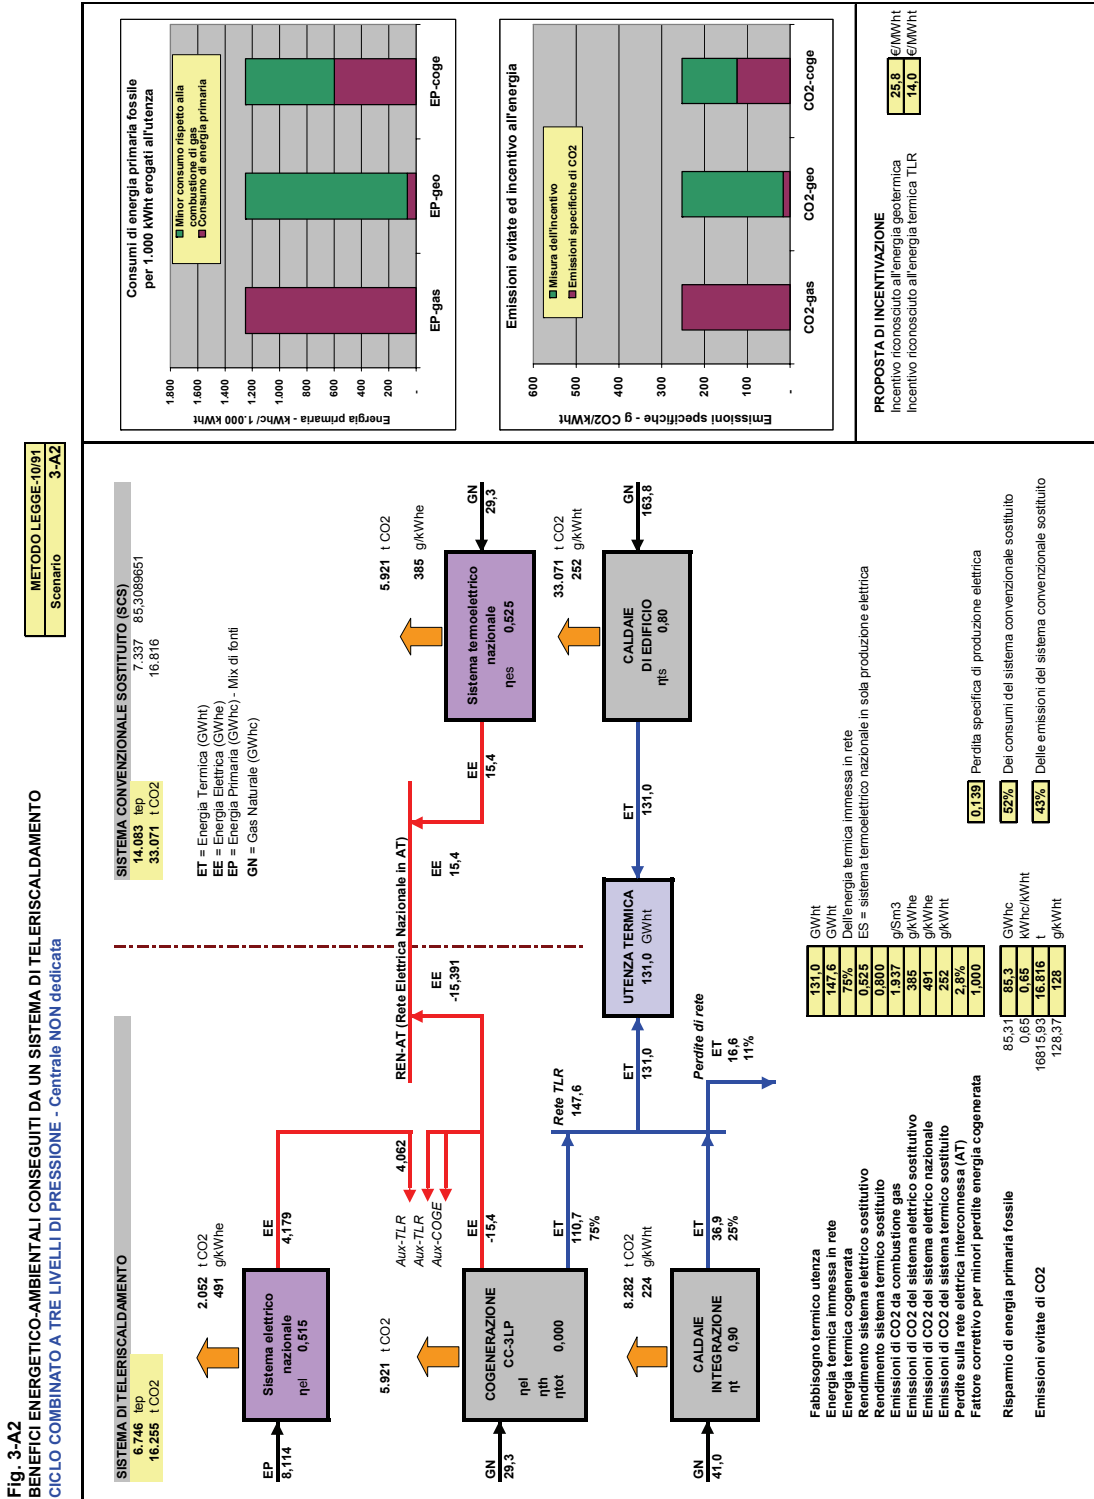 Fig. 3-A2
BENEFICI ENERGETICO-AMBIENTALI CONSEGUITI DA UN SISTEMA DI TELERISCALDAMENTO
CICLO COMBINATO A TRE LIVELLI DI PRESSIONE - Centrale NON dedicata
METODO LEGGE-10/91
Scenario 3-A2
SISTEMA DI TELERISCALDAMENTO
6.746 tep
16.255 t CO2
SISTEMA CONVENZIONALE SOSTITUITO (SCS)
14.083 tep 7.337 85,3089651
33.071 t CO2 16.816
ET = Energia Termica (GWht)
EE = Energia Elettrica (GWhe)
EP = Energia Primaria (GWhc) - Mix di fonti
GN = Gas Naturale (GWhc)
2.052 t CO2
491 g/kWhe
EP
8,114
Sistema elettrico
nazionale
ηel 0,515
EE
4,179
4,062
Aux-TLR
Aux-TLR
Aux-COGE
REN-AT (Rete Elettrica Nazionale in AT)
EE
-15,391
EE
15,4
EE
15,4
5.921 t CO2
385 g/kWhe
Sistema termoelettrico
nazionale
ηes 0,525
GN
29,3
5.921 t CO2
GN
29,3
COGENERAZIONE
CC-3LP
ηel
ηth 0,000
ηtot
EE
-15,4
ET
110,7
75%
Rete TLR
147,6
ET
131,0
UTENZA TERMICA
131,0 GWht
ET
131,0
33.071 t CO2
252 g/kWht
CALDAIE
DI EDIFICIO
ηts 0,80
GN
163,8
8.282 t CO2
224 g/kWht
GN
41,0
CALDAIE
INTEGRAZIONE
ηt 0,90
ET
36,9
25%
Perdite di rete
ET
16,6
11%
Fabbisogno termico utenza 131,0 GWht
Energia termica immessa in rete 147,6 GWht
Energia termica cogenerata 75% Dell'energia termica immessa in rete
Rendimento sistema elettrico sostitutivo 0,525 ES = sistema termoelettrico nazionale in sola produzione elettrica
Rendimento sistema termico sostituito 0,800
Emissioni di CO2 da combustione gas 1.937 g/Sm3
Emissioni di CO2 del sistema elettrico sostitutivo 385 g/kWhe
Emissioni di CO2 del sistema elettrico nazionale 491 g/kWhe
Emissioni di CO2 del sistema termico sostituito 252 g/kWht
Perdite sulla rete elettrica interconnessa (AT) 2,8%
Fattore correttivo per minori perdite energia cogenerata 1,000
0,139 Perdita specifica di produzione elettrica
Risparmio di energia primaria fossile 85,31 85,3 GWhc 52% Dei consumi del sistema convenzionale sostituito
0,65 0,65 kWhc/kWht
Emissioni evitate di CO2 16815,93 16.816 t 43% Delle emissioni del sistema convenzionale sostituito
128,37 128 g/kWht
Consumi di energia primaria fossile
per 1.000 kWht erogati all'utenza
Minor consumo rispetto alla
combustione di gas
Consumo di energia primaria
Energia primaria - kWhc/ 1.000 kWht
1.800
1.600
1.400
1.200
1.000
800
600
400
200
-
EP-gas EP-geo EP-coge
Emissioni evitate ed incentivo all'energia
Misura dell'incentivo
Emissioni specifiche di CO2
Emissioni specifiche - g CO2/kWht
600
500
400
300
200
100
-
CO2-gas CO2-geo CO2-coge
PROPOSTA DI INCENTIVAZIONE
Incentivo riconosciuto all'energia geotermica 25,8 €/MWht
Incentivo riconosciuto all'energia termica TLR 14,0 €/MWht